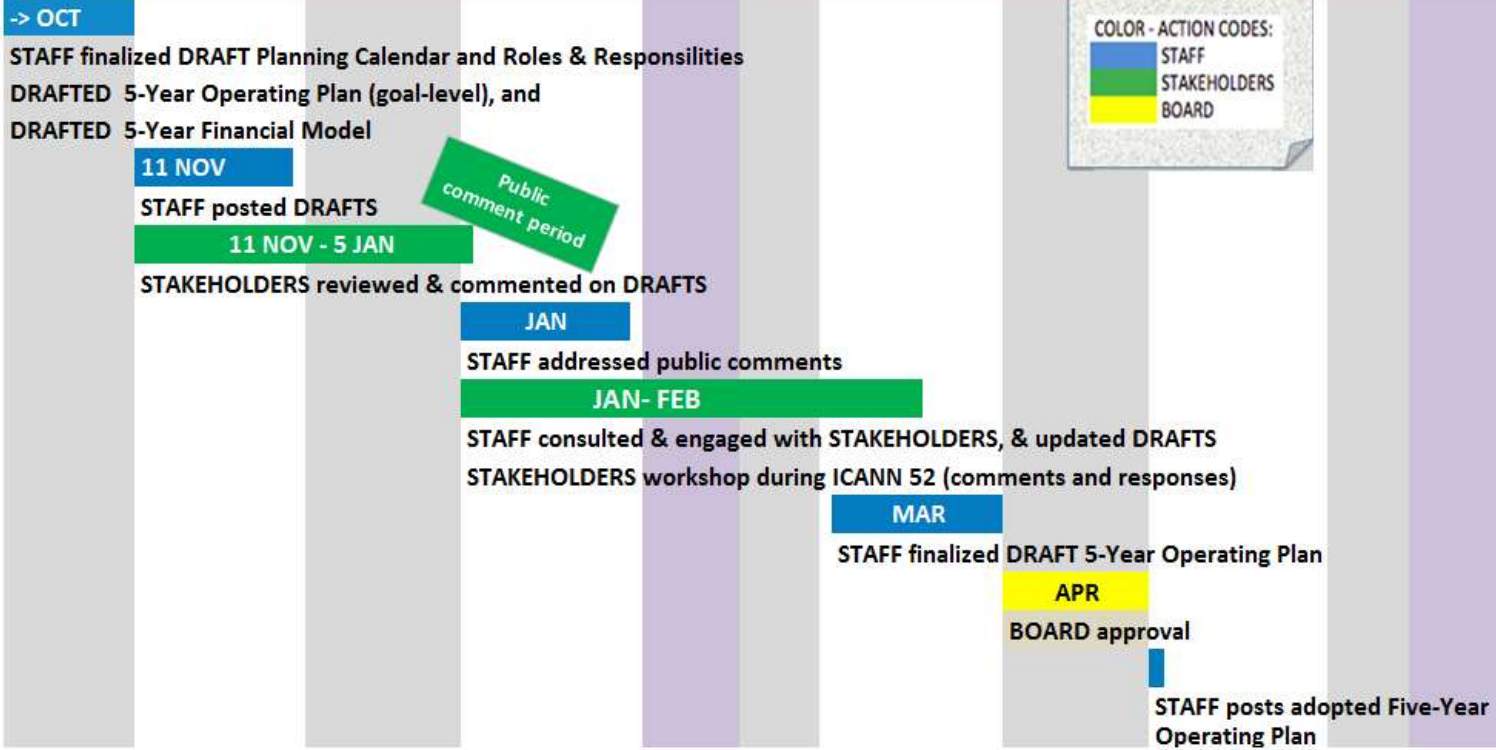 -> OCT
COLOR - ACTION CODES:
STAFF
STAKEHOLDERS
BOARD
STAFF finalized DRAFT Planning Calendar and Roles & Responsilities
DRAFTED 5-Year Operating Plan (goal-level), and
DRAFTED 5-Year Financial Model
11 NOV
Public
comment period
STAFF posted DRAFTS
11 NOV - 5 JAN
STAKEHOLDERS reviewed & commented on DRAFTS
JAN
STAFF addressed public comments
JAN- FEB
STAFF consulted & engaged with STAKEHOLDERS, & updated DRAFTS
STAKEHOLDERS workshop during ICANN 52 (comments and responses)
MAR
STAFF finalized DRAFT 5-Year Operating Plan
APR
BOARD approval
STAFF posts adopted Five-Year
Operating Plan